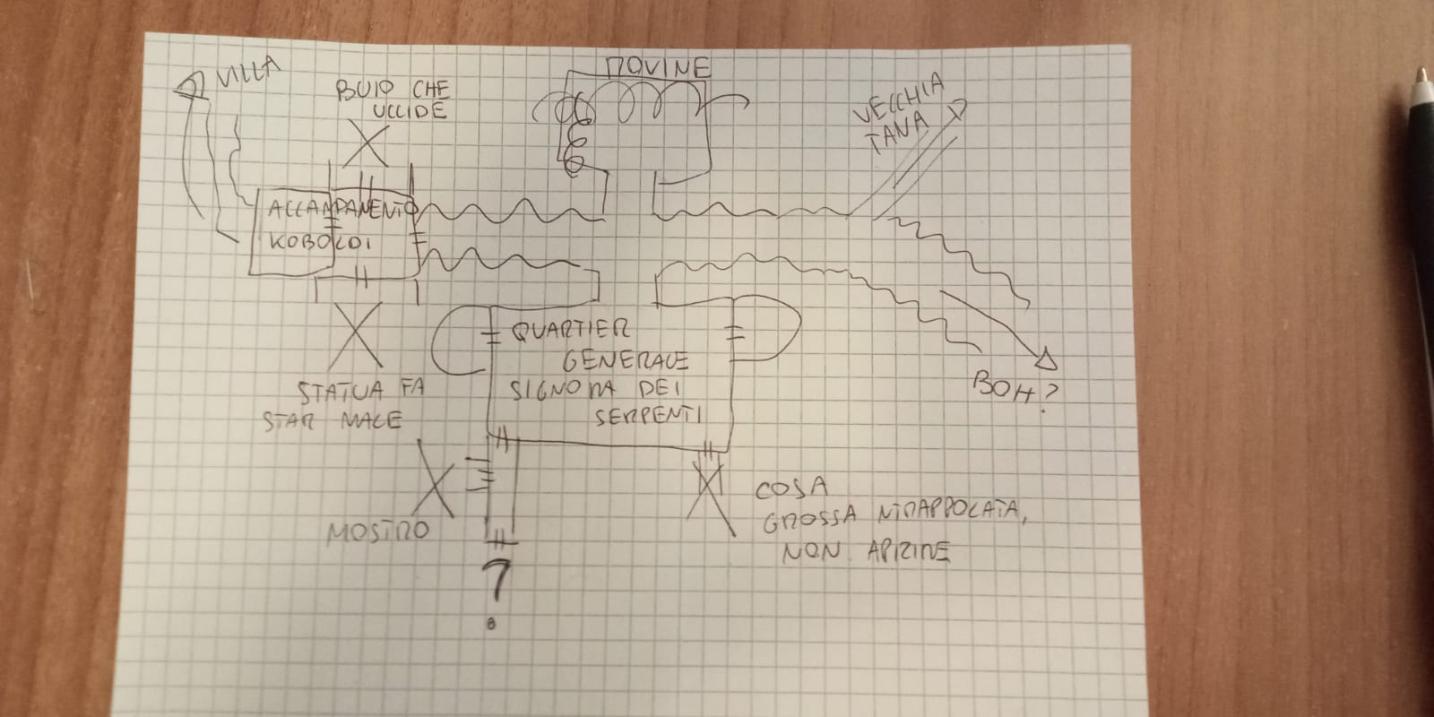 VILLA
BUIO CHE
UCCIDE
ROVINE
VECCHIA
TANA
ACCAMPAMENTO
KOBOLDI
QUARTIER
GENERALE
SIGNORA DEI
SERPENTI
BOH?
STATUA FA
STAR MALE
MOSTRO
COSA
GROSSA INTRAPPOLATA,
NON APRIRE
?